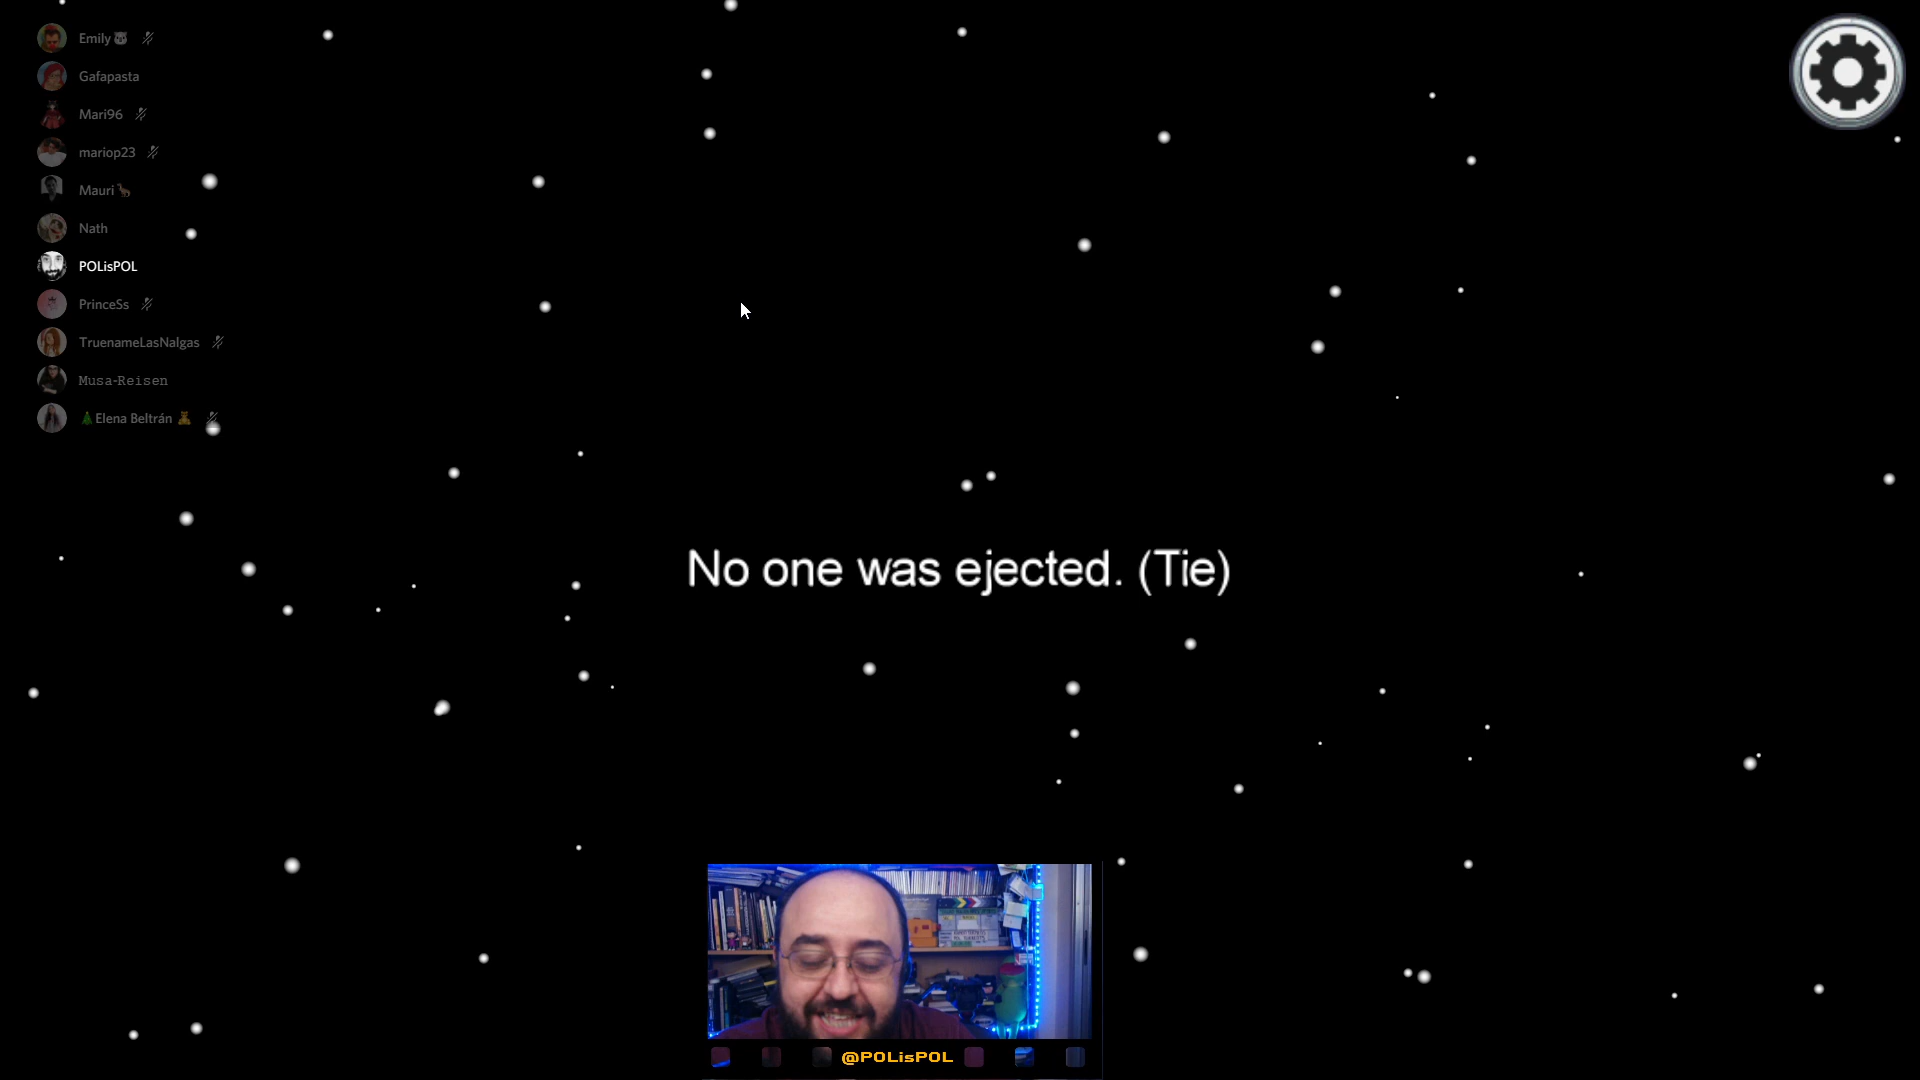 Emily
Gafapasta
Mari96
mariop23
Mauri
Nath
POLisPOL
PrinceSs
TruenameLasNalgas
Musa-Reisen
Elena Beltrán
No one was ejected. (Tie)
@POLisPOL